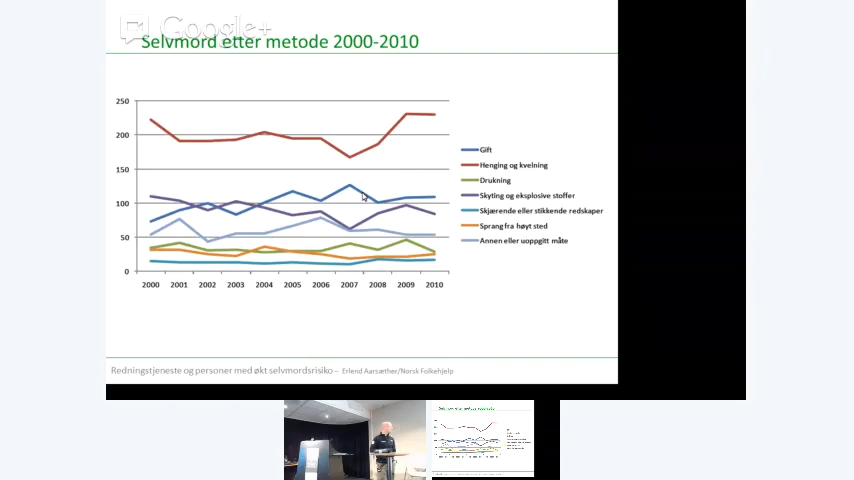 Google+
Selvmord etter metode 2000-2010
250
200
150
100
50
0
2000 2001 2002 2003 2004 2005 2006 2007 2008 2009 2010
Gift
Henging og kvelning
Drukning
Skyting og eksplosive stoffer
Skjærende eller stikkende redskaper
Sprang fra høyt sted
Annen eller uoppgitt måte
Redningstjeneste og personer med økt selvmordsrisiko – Erlend Aarsæther/Norsk Folkehjelp